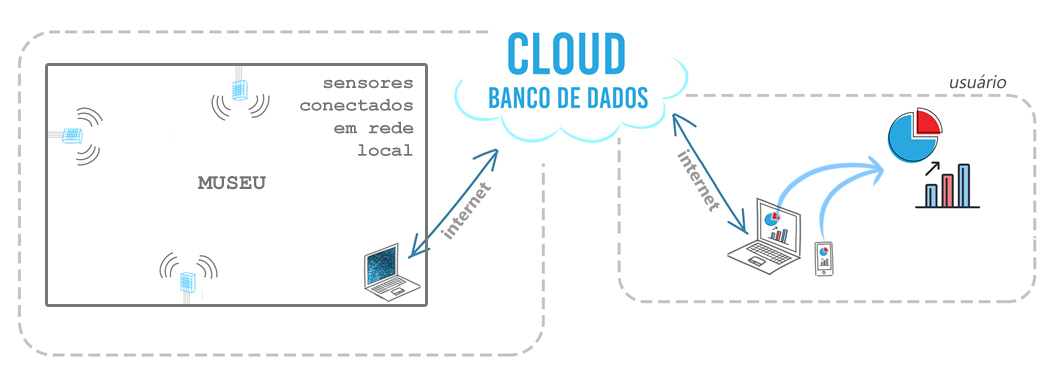 CLOUD
BANCO DE DADOS
sensores
conectados
em rede
local
MUSEU
internet
internet
usuário